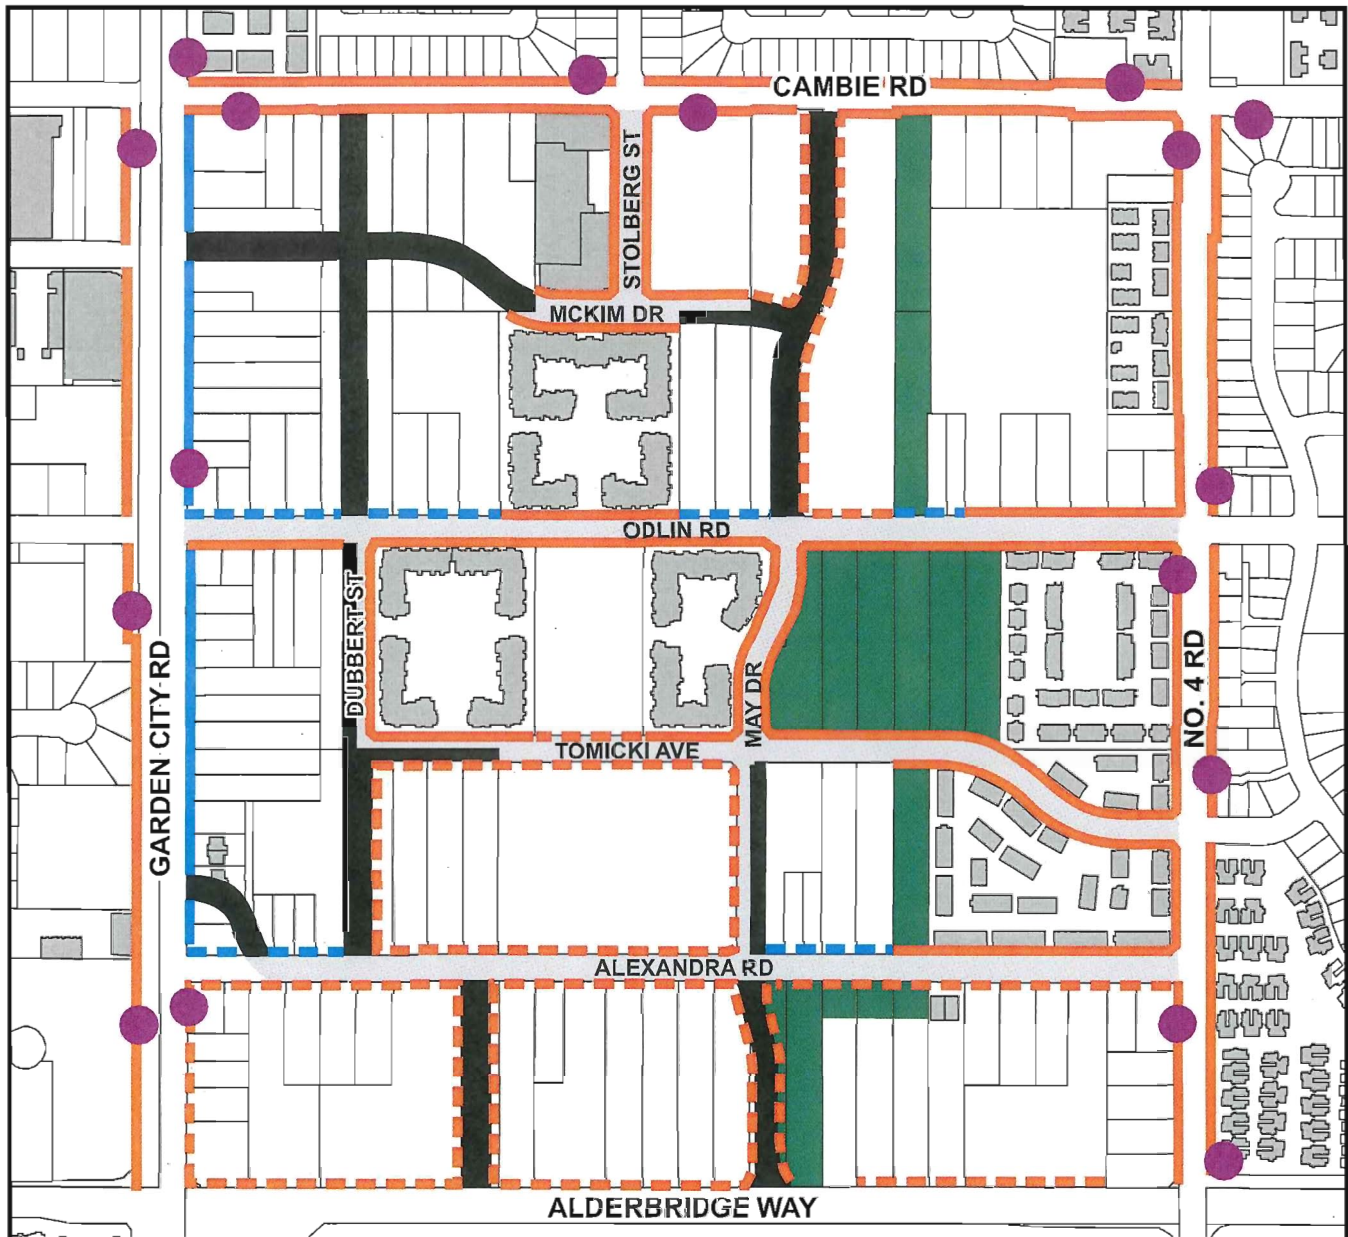 CAMBIE RD
STOLBERG ST
MCKIM DR
ODLIN RD
DUBBERT ST
GARDEN CITY RD
MAY DR
NO. 4 RD
TOMICKI AVE
ALEXANDRA RD
ALDERBRIDGE WAY